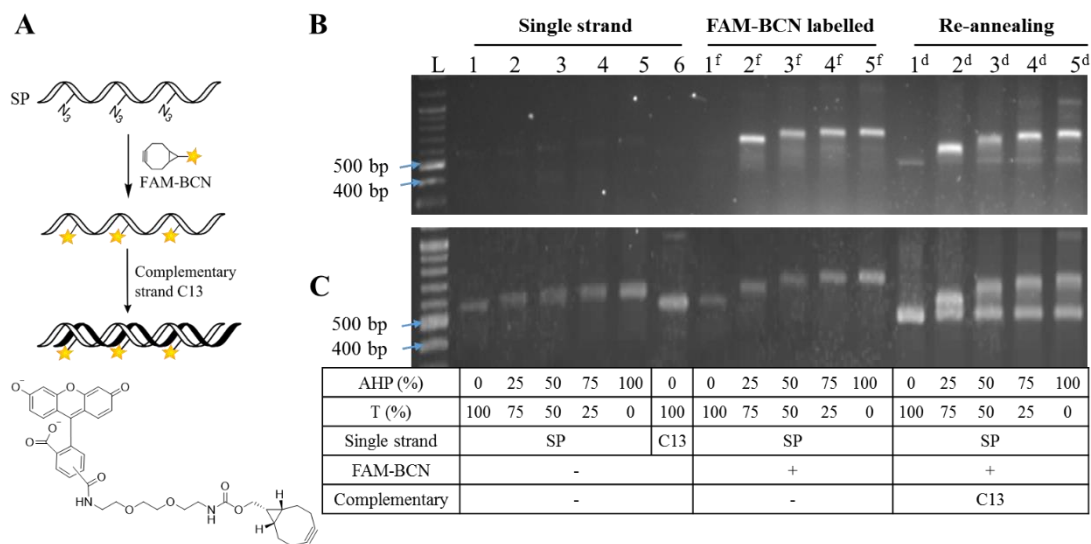 A
SP
N3 N3 N3
FAM-BCN
Complementary
strand C13
O⁻ O O
O⁻
O
O
HN O O N H O O H H
B
Single strand FAM-BCN labelled Re-annealing
L 1 2 3 4 5 6 1f 2f 3f 4f 5f 1d 2d 3d 4d 5d
500 bp
400 bp
C
500 bp
400 bp
AHP (%) 0 25 50 75 100 0 0 25 50 75 100 0 25 50 75 100
T (%) 100 75 50 25 0 100 100 75 50 25 0 100 75 50 25 0
Single strand SP C13 SP SP
FAM-BCN - + +
Complementary - - C13